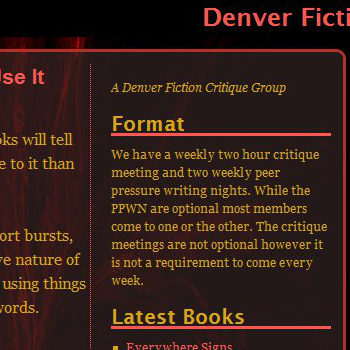 Denver Ficti
Use It
oks will tell
e to it than
ort bursts,
ve nature of
using things
words.
A Denver Fiction Critique Group
Format
We have a weekly two hour critique
meeting and two weekly peer
pressure writing nights. While the
PPWN are optional most members
come to one or the other. The critique
meetings are not optional however it
is not a requirement to come every
week.
Latest Books
Everywhere Signs